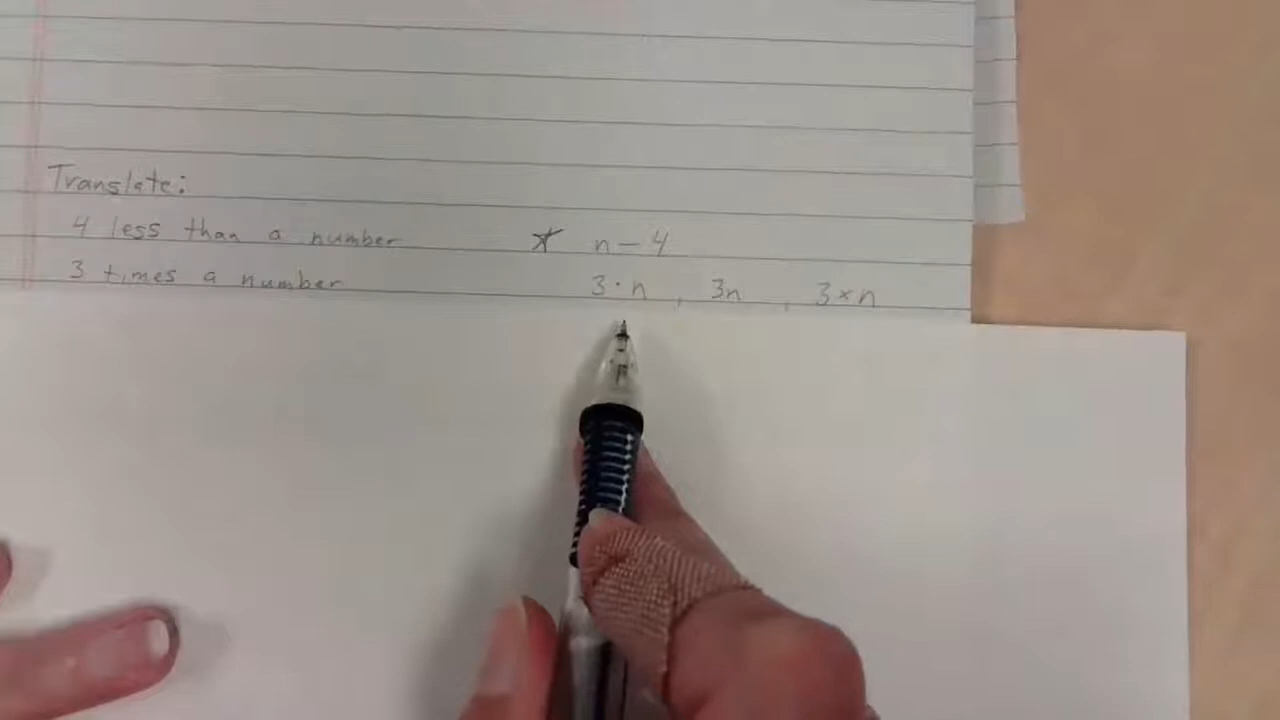 Translate:
4 less than a number ★ n - 4
3 times a number 3 · n , 3n , 3 × n